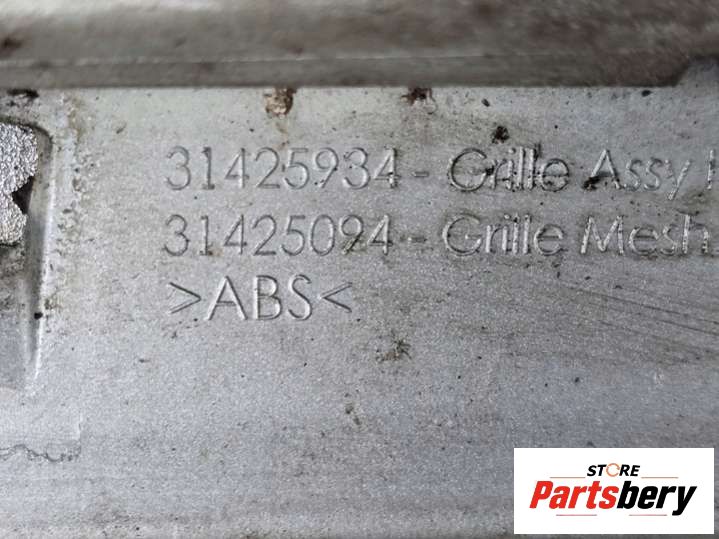 31425934 - Grille Assy
31425094 - Grille Mesh
>ABS<
STORE
Partsbery